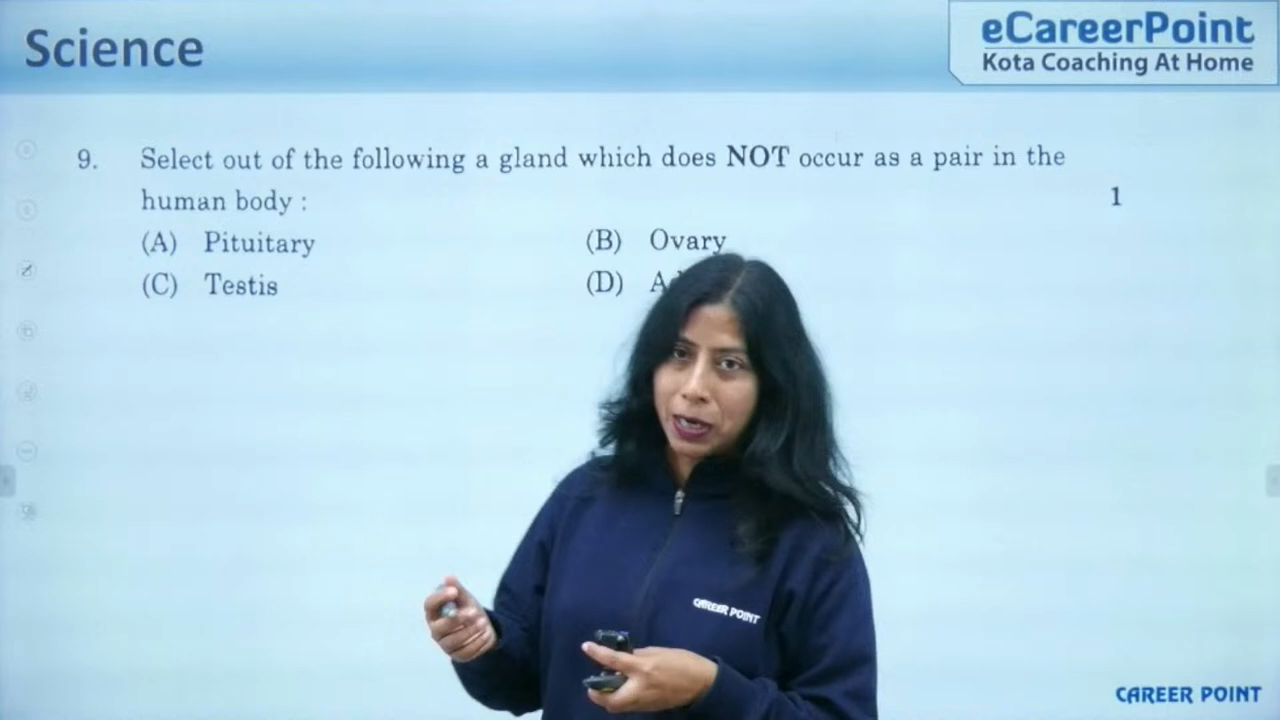 Science
eCareerPoint
Kota Coaching At Home
9. Select out of the following a gland which does NOT occur as a pair in the
human body : 1
(A) Pituitary (B) Ovary
(C) Testis (D)
CAREER POINT
CAREER POINT